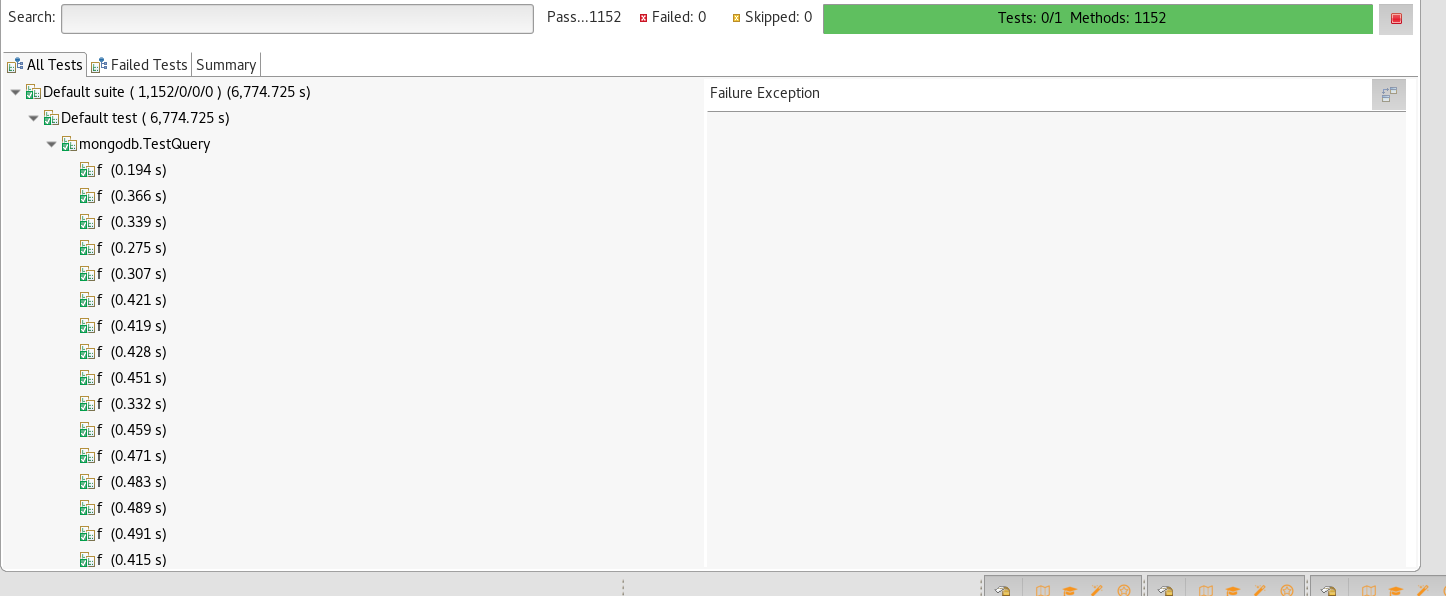 Search: Pass...1152 Failed: 0 Skipped: 0 Tests: 0/1 Methods: 1152
All Tests Failed Tests Summary
Default suite ( 1,152/0/0/0 ) (6,774.725 s) Failure Exception
Default test ( 6,774.725 s)
mongodb.TestQuery
f (0.194 s)
f (0.366 s)
f (0.339 s)
f (0.275 s)
f (0.307 s)
f (0.421 s)
f (0.419 s)
f (0.428 s)
f (0.451 s)
f (0.332 s)
f (0.459 s)
f (0.471 s)
f (0.483 s)
f (0.489 s)
f (0.491 s)
f (0.415 s)